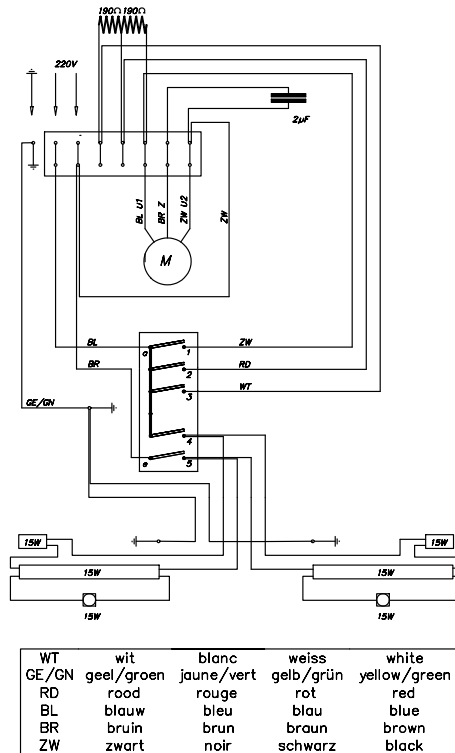 190Ω 190Ω
220V
2µF
BL U1
BR Z
ZW U2
ZW
M
BL
a
1
ZW
BR
2
RD
3
WT
GE/GN
4
e
5
15W
15W
15W
15W
15W
15W
WT wit blanc weiss white
GE/GN geel/groen jaune/vert gelb/grün yellow/green
RD rood rouge rot red
BL blauw bleu blau blue
BR bruin brun braun brown
ZW zwart noir schwarz black